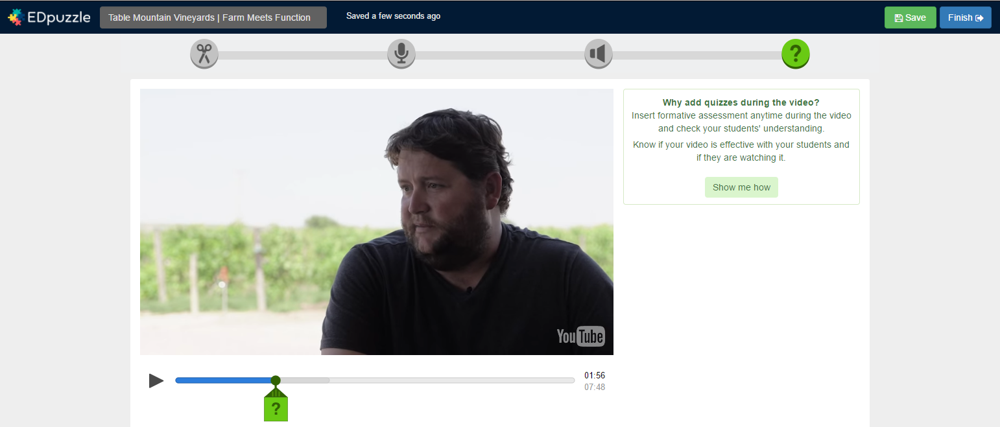 EDpuzzle
Table Mountain Vineyards | Farm Meets Function
Saved a few seconds ago
Save
Finish
?
Why add quizzes during the video?
Insert formative assessment anytime during the video
and check your students' understanding.
Know if your video is effective with your students and
if they are watching it.
Show me how
YouTube
01:56
07:48
?